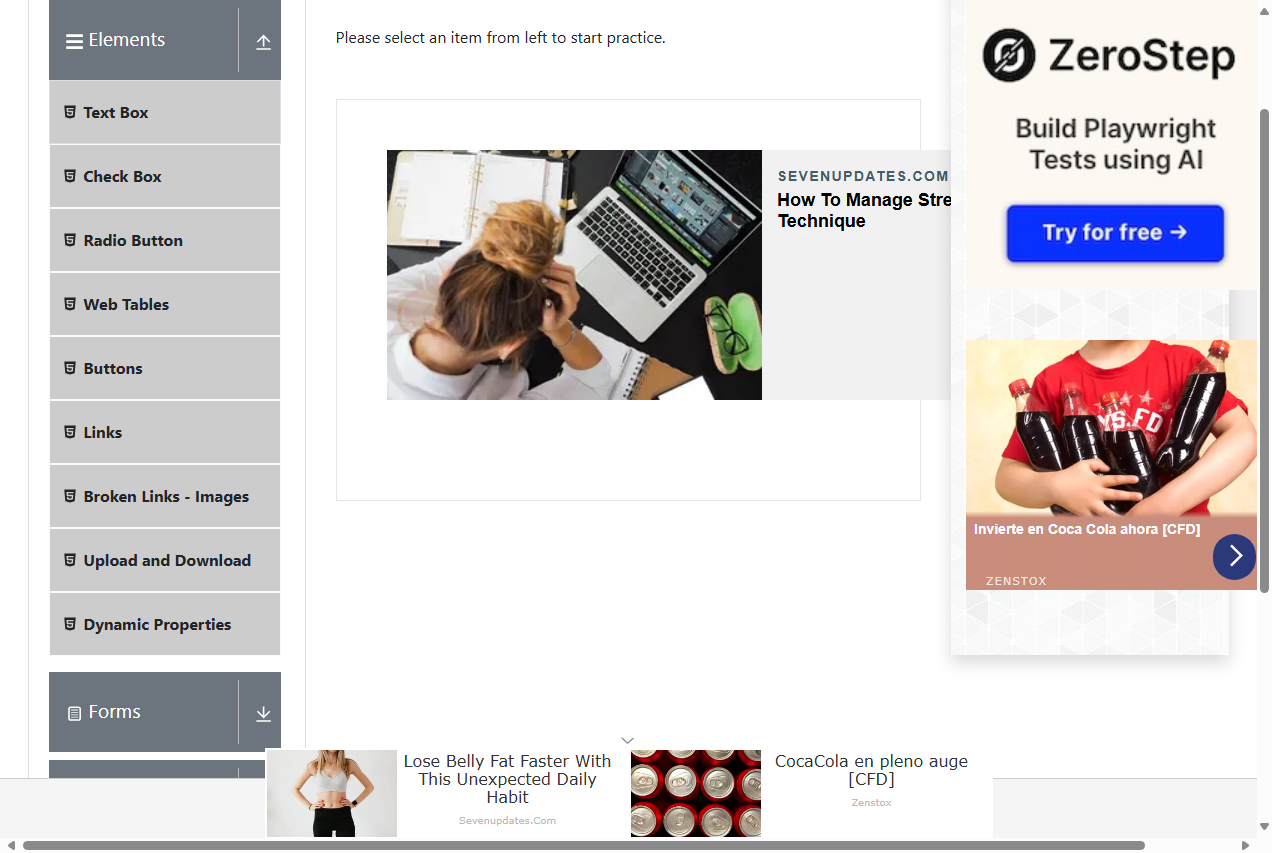 Elements
Text Box
Check Box
Radio Button
Web Tables
Buttons
Links
Broken Links - Images
Upload and Download
Dynamic Properties
Forms
Please select an item from left to start practice.
SEVENUPDATES.COM
How To Manage Stre
Technique
ZeroStep
Build Playwright
Tests using AI
Try for free →
YS.FD
Invierte en Coca Cola ahora [CFD]
ZENSTOX
Lose Belly Fat Faster With
This Unexpected Daily
Habit
Sevenupdates.Com
CocaCola en pleno auge
[CFD]
Zenstox